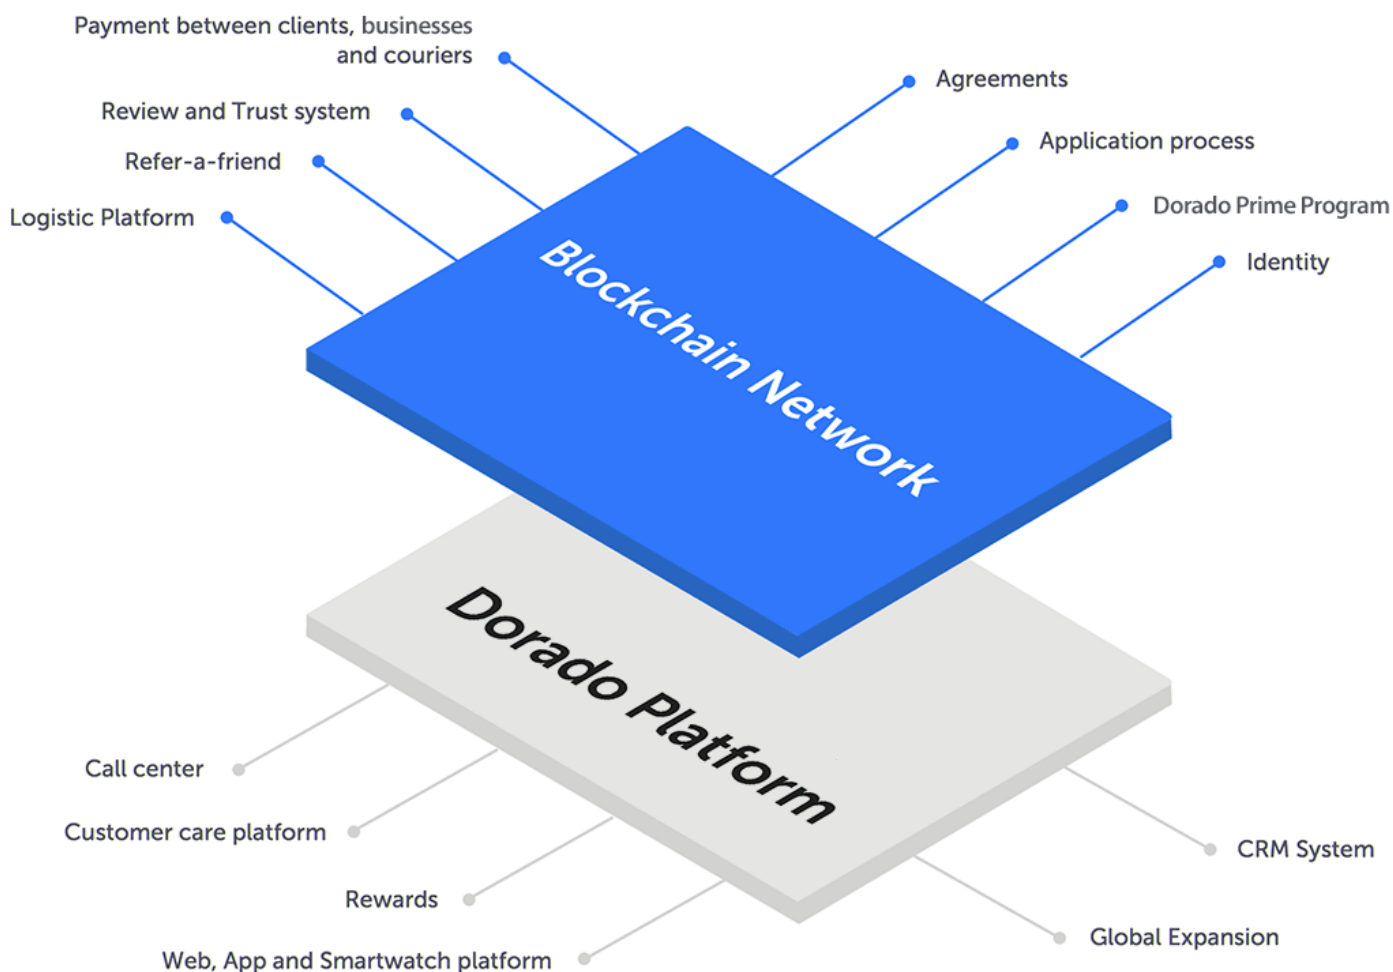 Payment between clients, businesses
and couriers
Agreements
Review and Trust system
Application process
Refer-a-friend
Dorado Prime Program
Logistic Platform
Identity
Blockchain Network
Dorado Platform
Call center
Customer care platform
CRM System
Rewards
Global Expansion
Web, App and Smartwatch platform